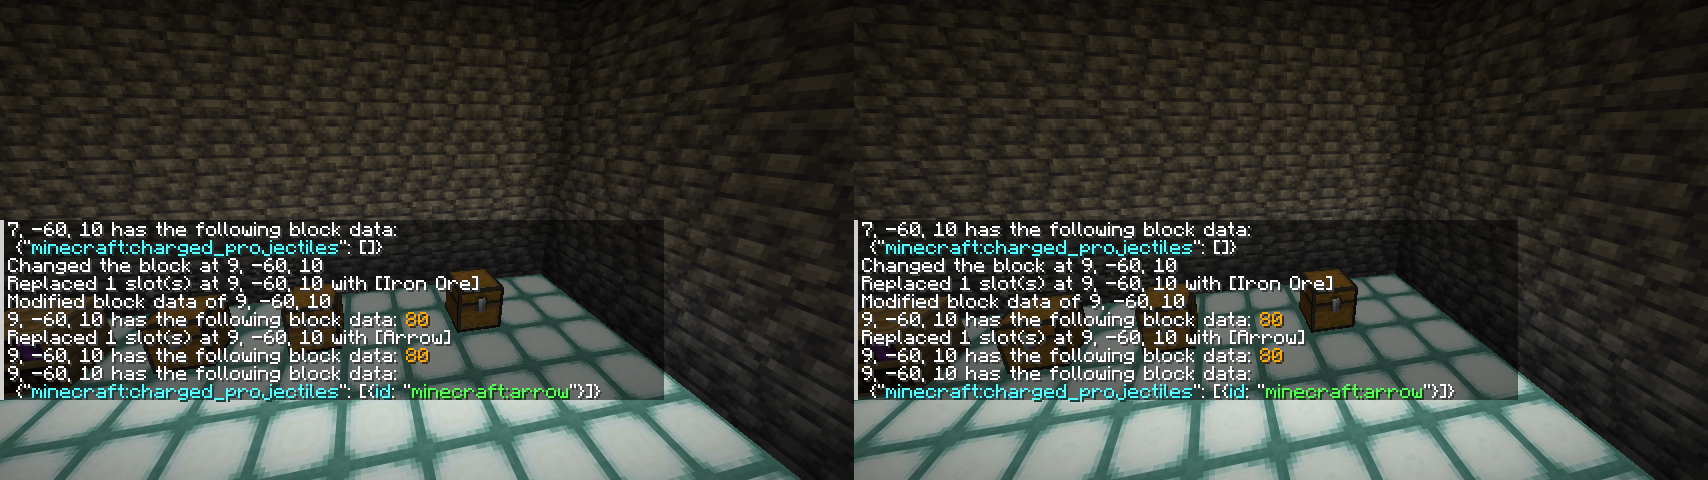 7, -60, 10 has the following block data:
{"minecraft:charged_projectiles": []}
Changed the block at 9, -60, 10
Replaced 1 slot(s) at 9, -60, 10 with [Iron Ore]
Modified block data of 9, -60, 10
9, -60, 10 has the following block data: 80
Replaced 1 slot(s) at 9, -60, 10 with [Arrow]
9, -60, 10 has the following block data: 80
9, -60, 10 has the following block data:
{"minecraft:charged_projectiles": [{id: "minecraft:arrow"}]}
7, -60, 10 has the following block data:
{"minecraft:charged_projectiles": []}
Changed the block at 9, -60, 10
Replaced 1 slot(s) at 9, -60, 10 with [Iron Ore]
Modified block data of 9, -60, 10
9, -60, 10 has the following block data: 80
Replaced 1 slot(s) at 9, -60, 10 with [Arrow]
9, -60, 10 has the following block data: 80
9, -60, 10 has the following block data:
{"minecraft:charged_projectiles": [{id: "minecraft:arrow"}]}